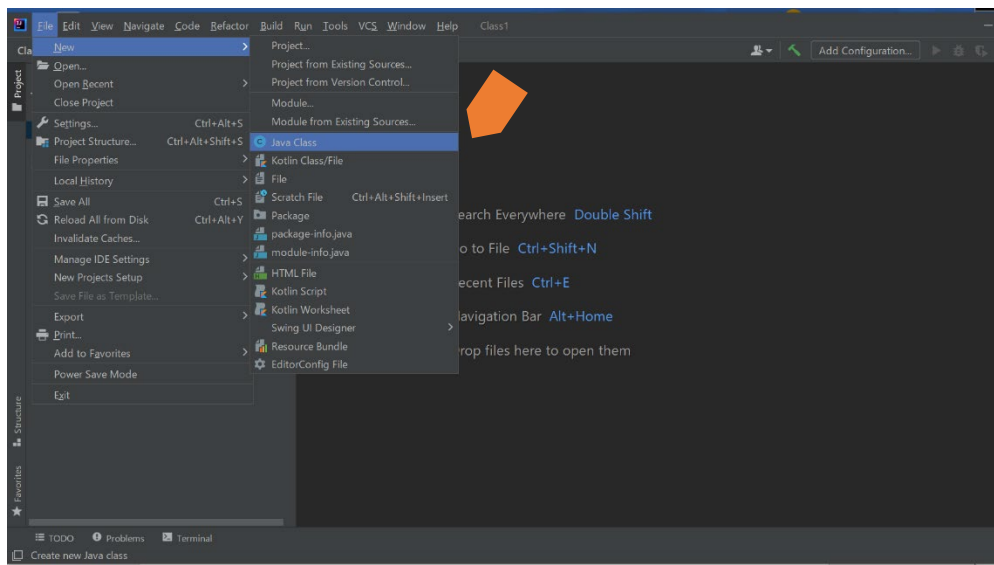 File Edit View Navigate Code Refactor Build Run Tools VCS Window Help Class1
Cla
Add Configuration...
Project
New
Open...
Open Recent
Close Project
Settings... Ctrl+Alt+S
Project Structure... Ctrl+Alt+Shift+S
File Properties
Local History
Save All Ctrl+S
Reload All from Disk Ctrl+Alt+Y
Invalidate Caches...
Manage IDE Settings
New Projects Setup
Save File as Template...
Export
Print...
Add to Favorites
Power Save Mode
Exit
Project...
Project from Existing Sources...
Project from Version Control...
Module...
Module from Existing Sources...
Java Class
Kotlin Class/File
File
Scratch File Ctrl+Alt+Shift+Insert
Package
package-info.java
module-info.java
HTML File
Kotlin Script
Kotlin Worksheet
Swing UI Designer
Resource Bundle
EditorConfig File
earch Everywhere Double Shift
o to File Ctrl+Shift+N
ecent Files Ctrl+E
lavigation Bar Alt+Home
rop files here to open them
Structure
Favorites
TODO Problems Terminal
Create new Java class